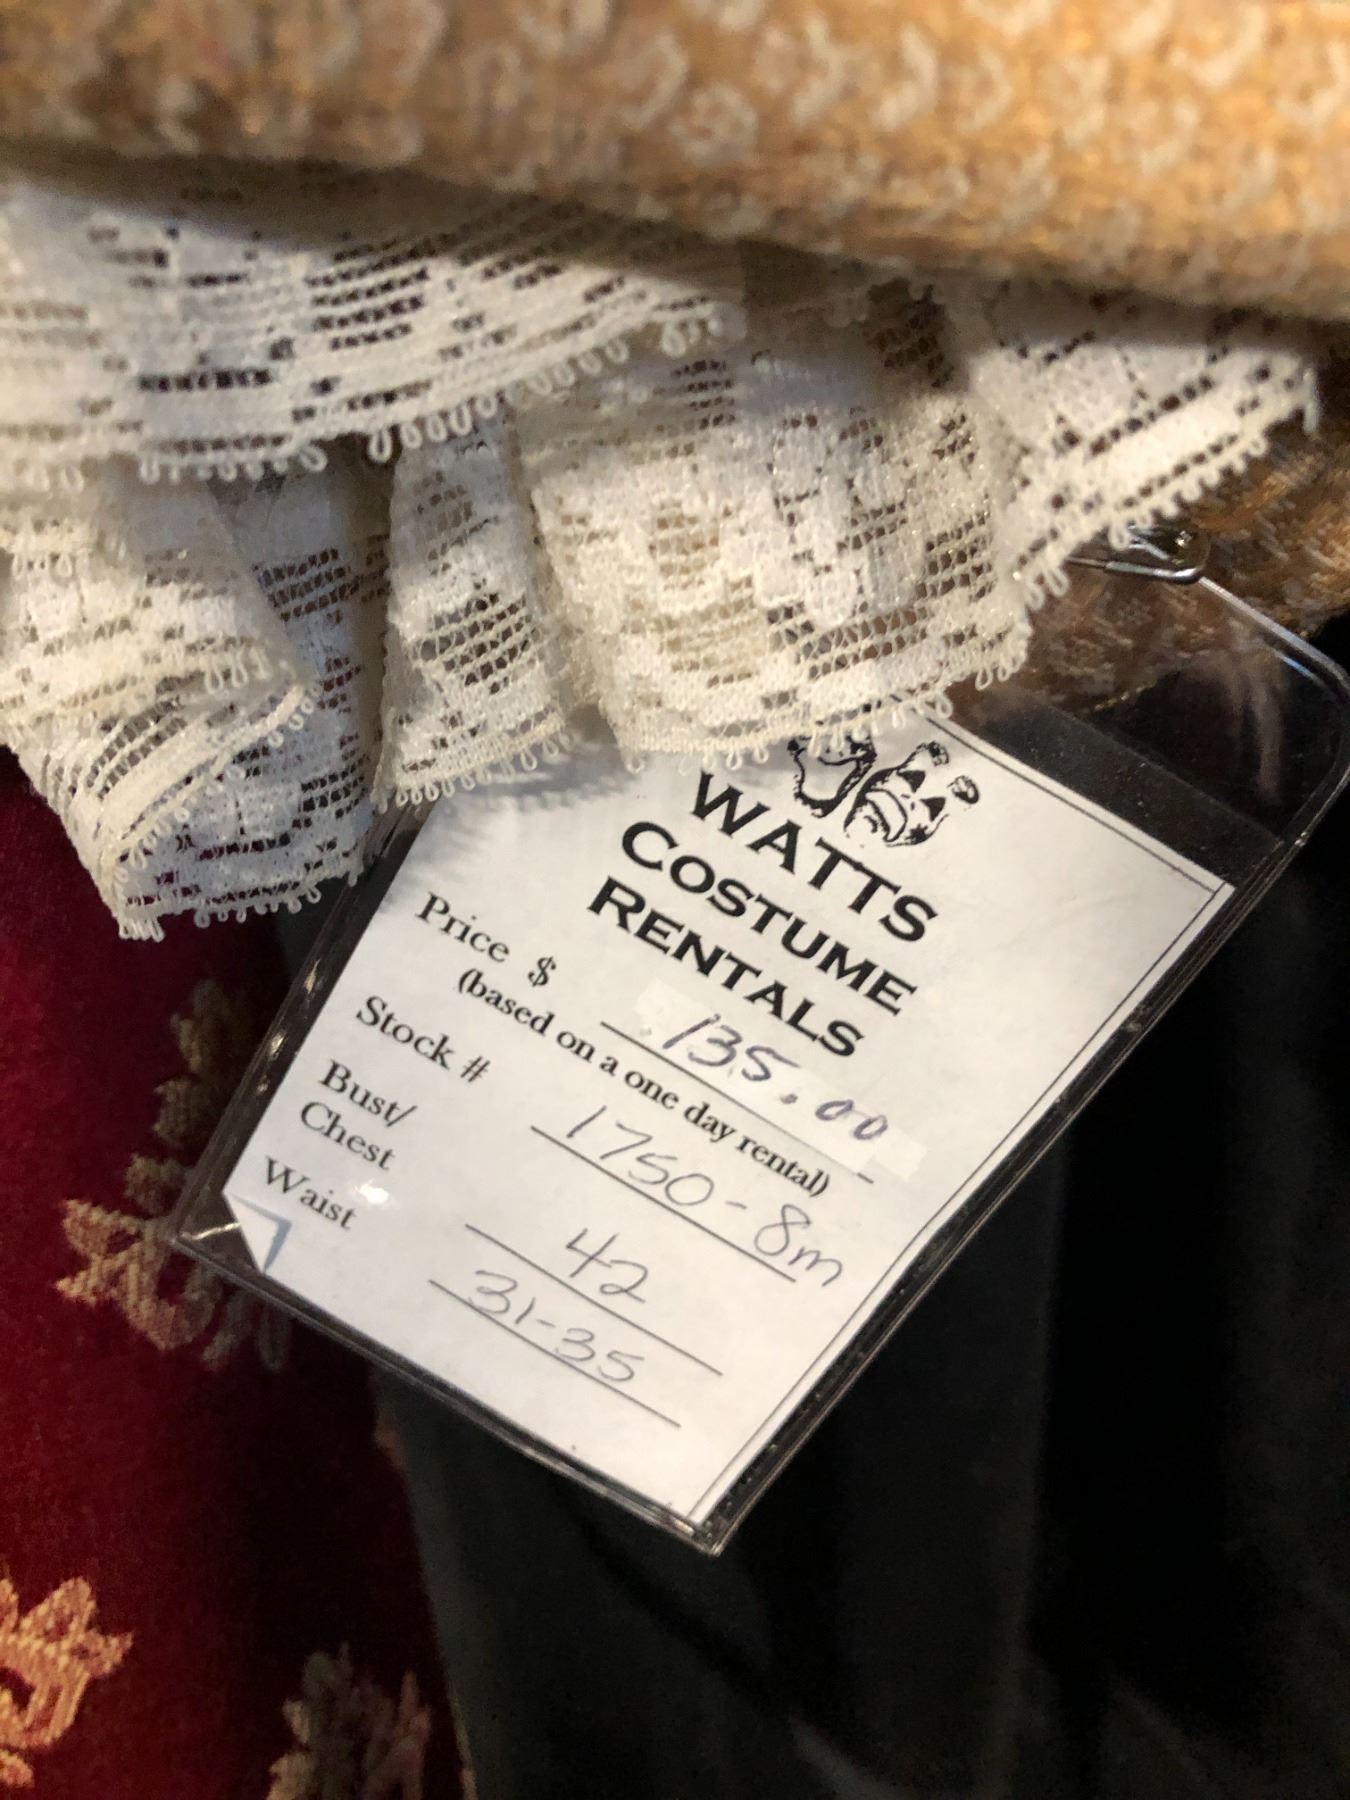 WATTS
COSTUME
RENTALS
Price $ 135.00
(based on a one day rental)
Stock # 1750-8m
Bust/
Chest 42
Waist 31-35